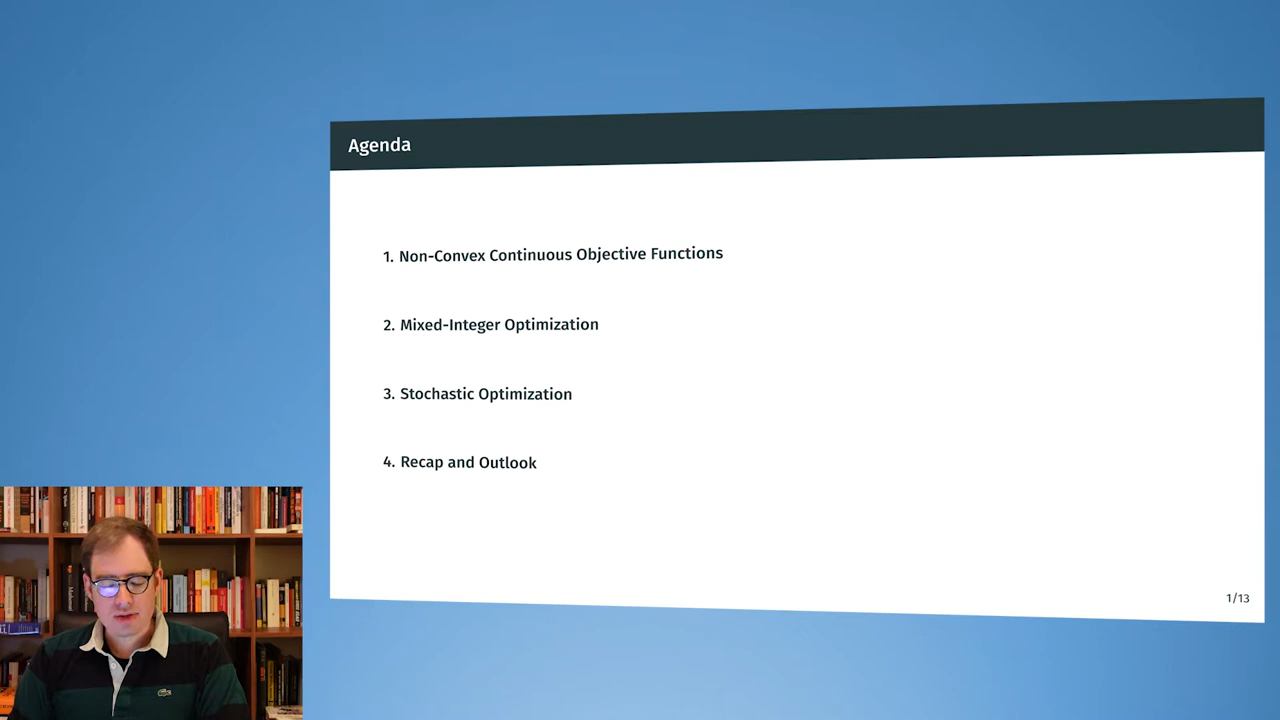 Agenda
1. Non-Convex Continuous Objective Functions
2. Mixed-Integer Optimization
3. Stochastic Optimization
4. Recap and Outlook
1/13